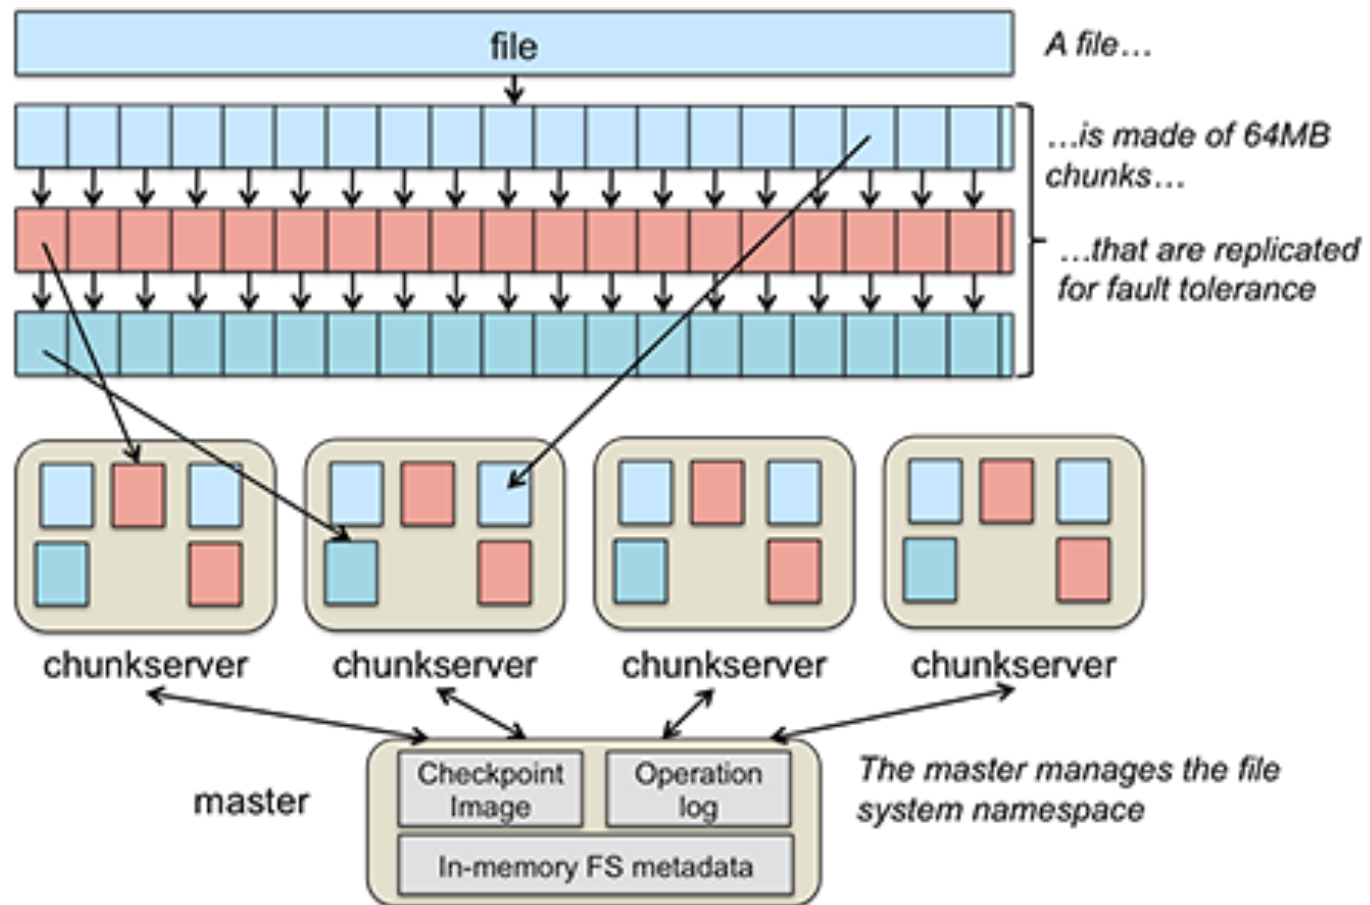 file
A file…
…is made of 64MB
chunks…
…that are replicated
for fault tolerance
chunkserver
chunkserver
chunkserver
chunkserver
master
Checkpoint
Image
Operation
log
In-memory FS metadata
The master manages the file
system namespace